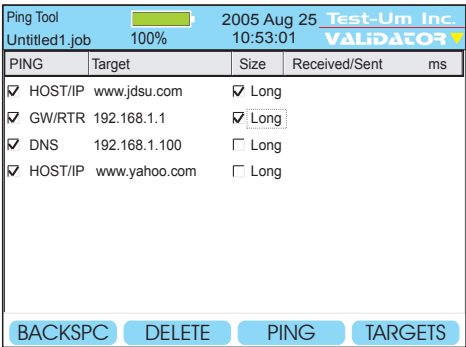 Ping Tool 2005 Aug 25 Test-Um Inc.
Untitled1.job 100% 10:53:01 VALiDATOR
PING Target Size Received/Sent ms
HOST/IP www.jdsu.com Long
GW/RTR 192.168.1.1 Long
DNS 192.168.1.100 Long
HOST/IP www.yahoo.com Long
BACKSPC DELETE PING TARGETS